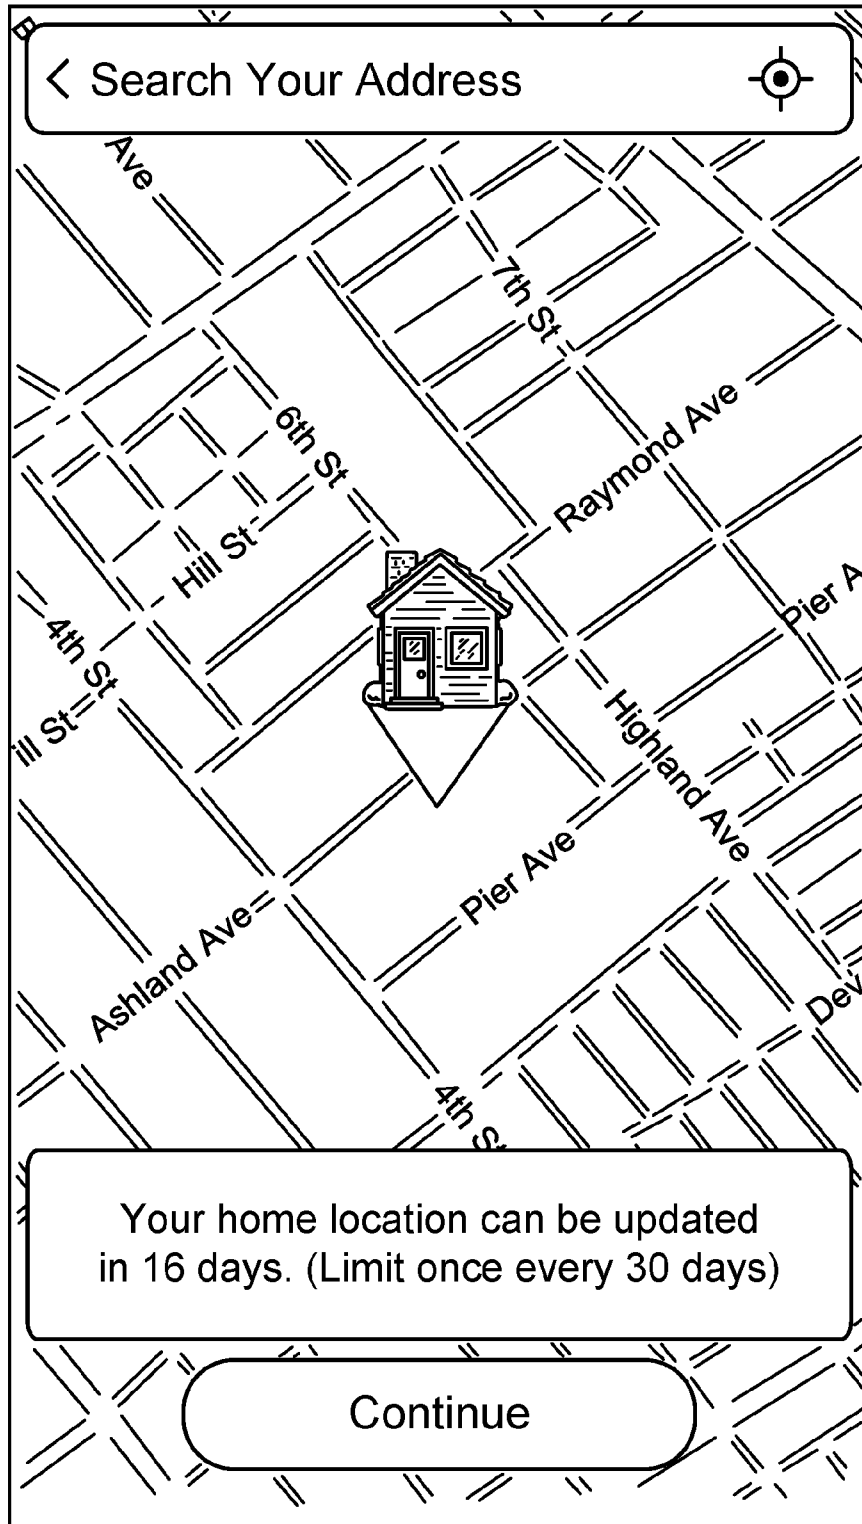 Search Your Address
Ave
7th St
6th St
Raymond Ave
Hill St
Pier A
4th St
ill St
Highland Ave
Pier Ave
Ashland Ave
Dev
4th St
Your home location can be updated
in 16 days. (Limit once every 30 days)
Continue